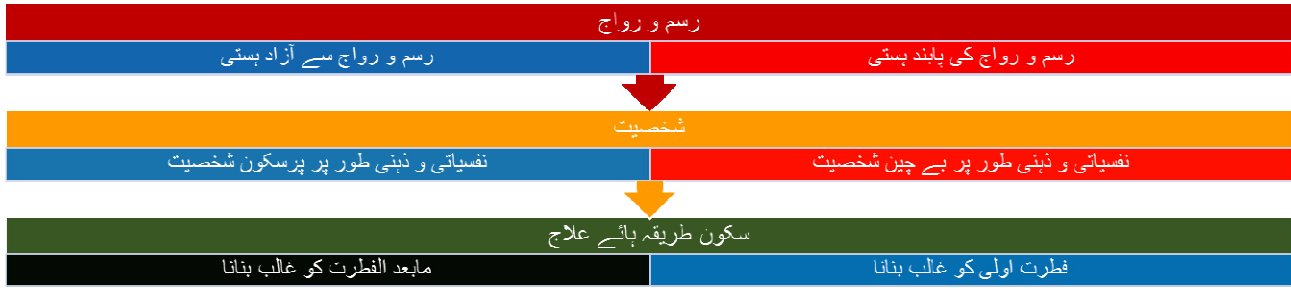 رسم و رواج
رسم و رواج کی پابند ہستی
رسم و رواج سے آزاد ہستی
شخصیت
نفسیاتی و ذہنی طور پر بے چین شخصیت
نفسیاتی و ذہنی طور پر پرسکون شخصیت
سکون طریقہ ہائے علاج
فطرت اولی کو غالب بنانا
مابعد الفطرت کو غالب بنانا